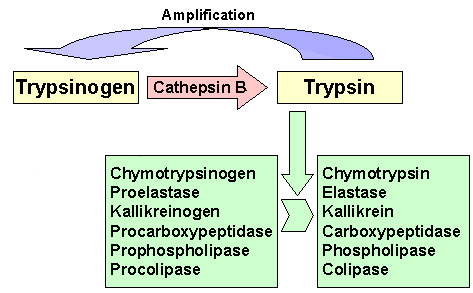 Amplification
Trypsinogen
Cathepsin B
Trypsin
Chymotrypsinogen
Proelastase
Kallikreinogen
Procarboxypeptidase
Prophospholipase
Procolipase
Chymotrypsin
Elastase
Kallikrein
Carboxypeptidase
Phospholipase
Colipase